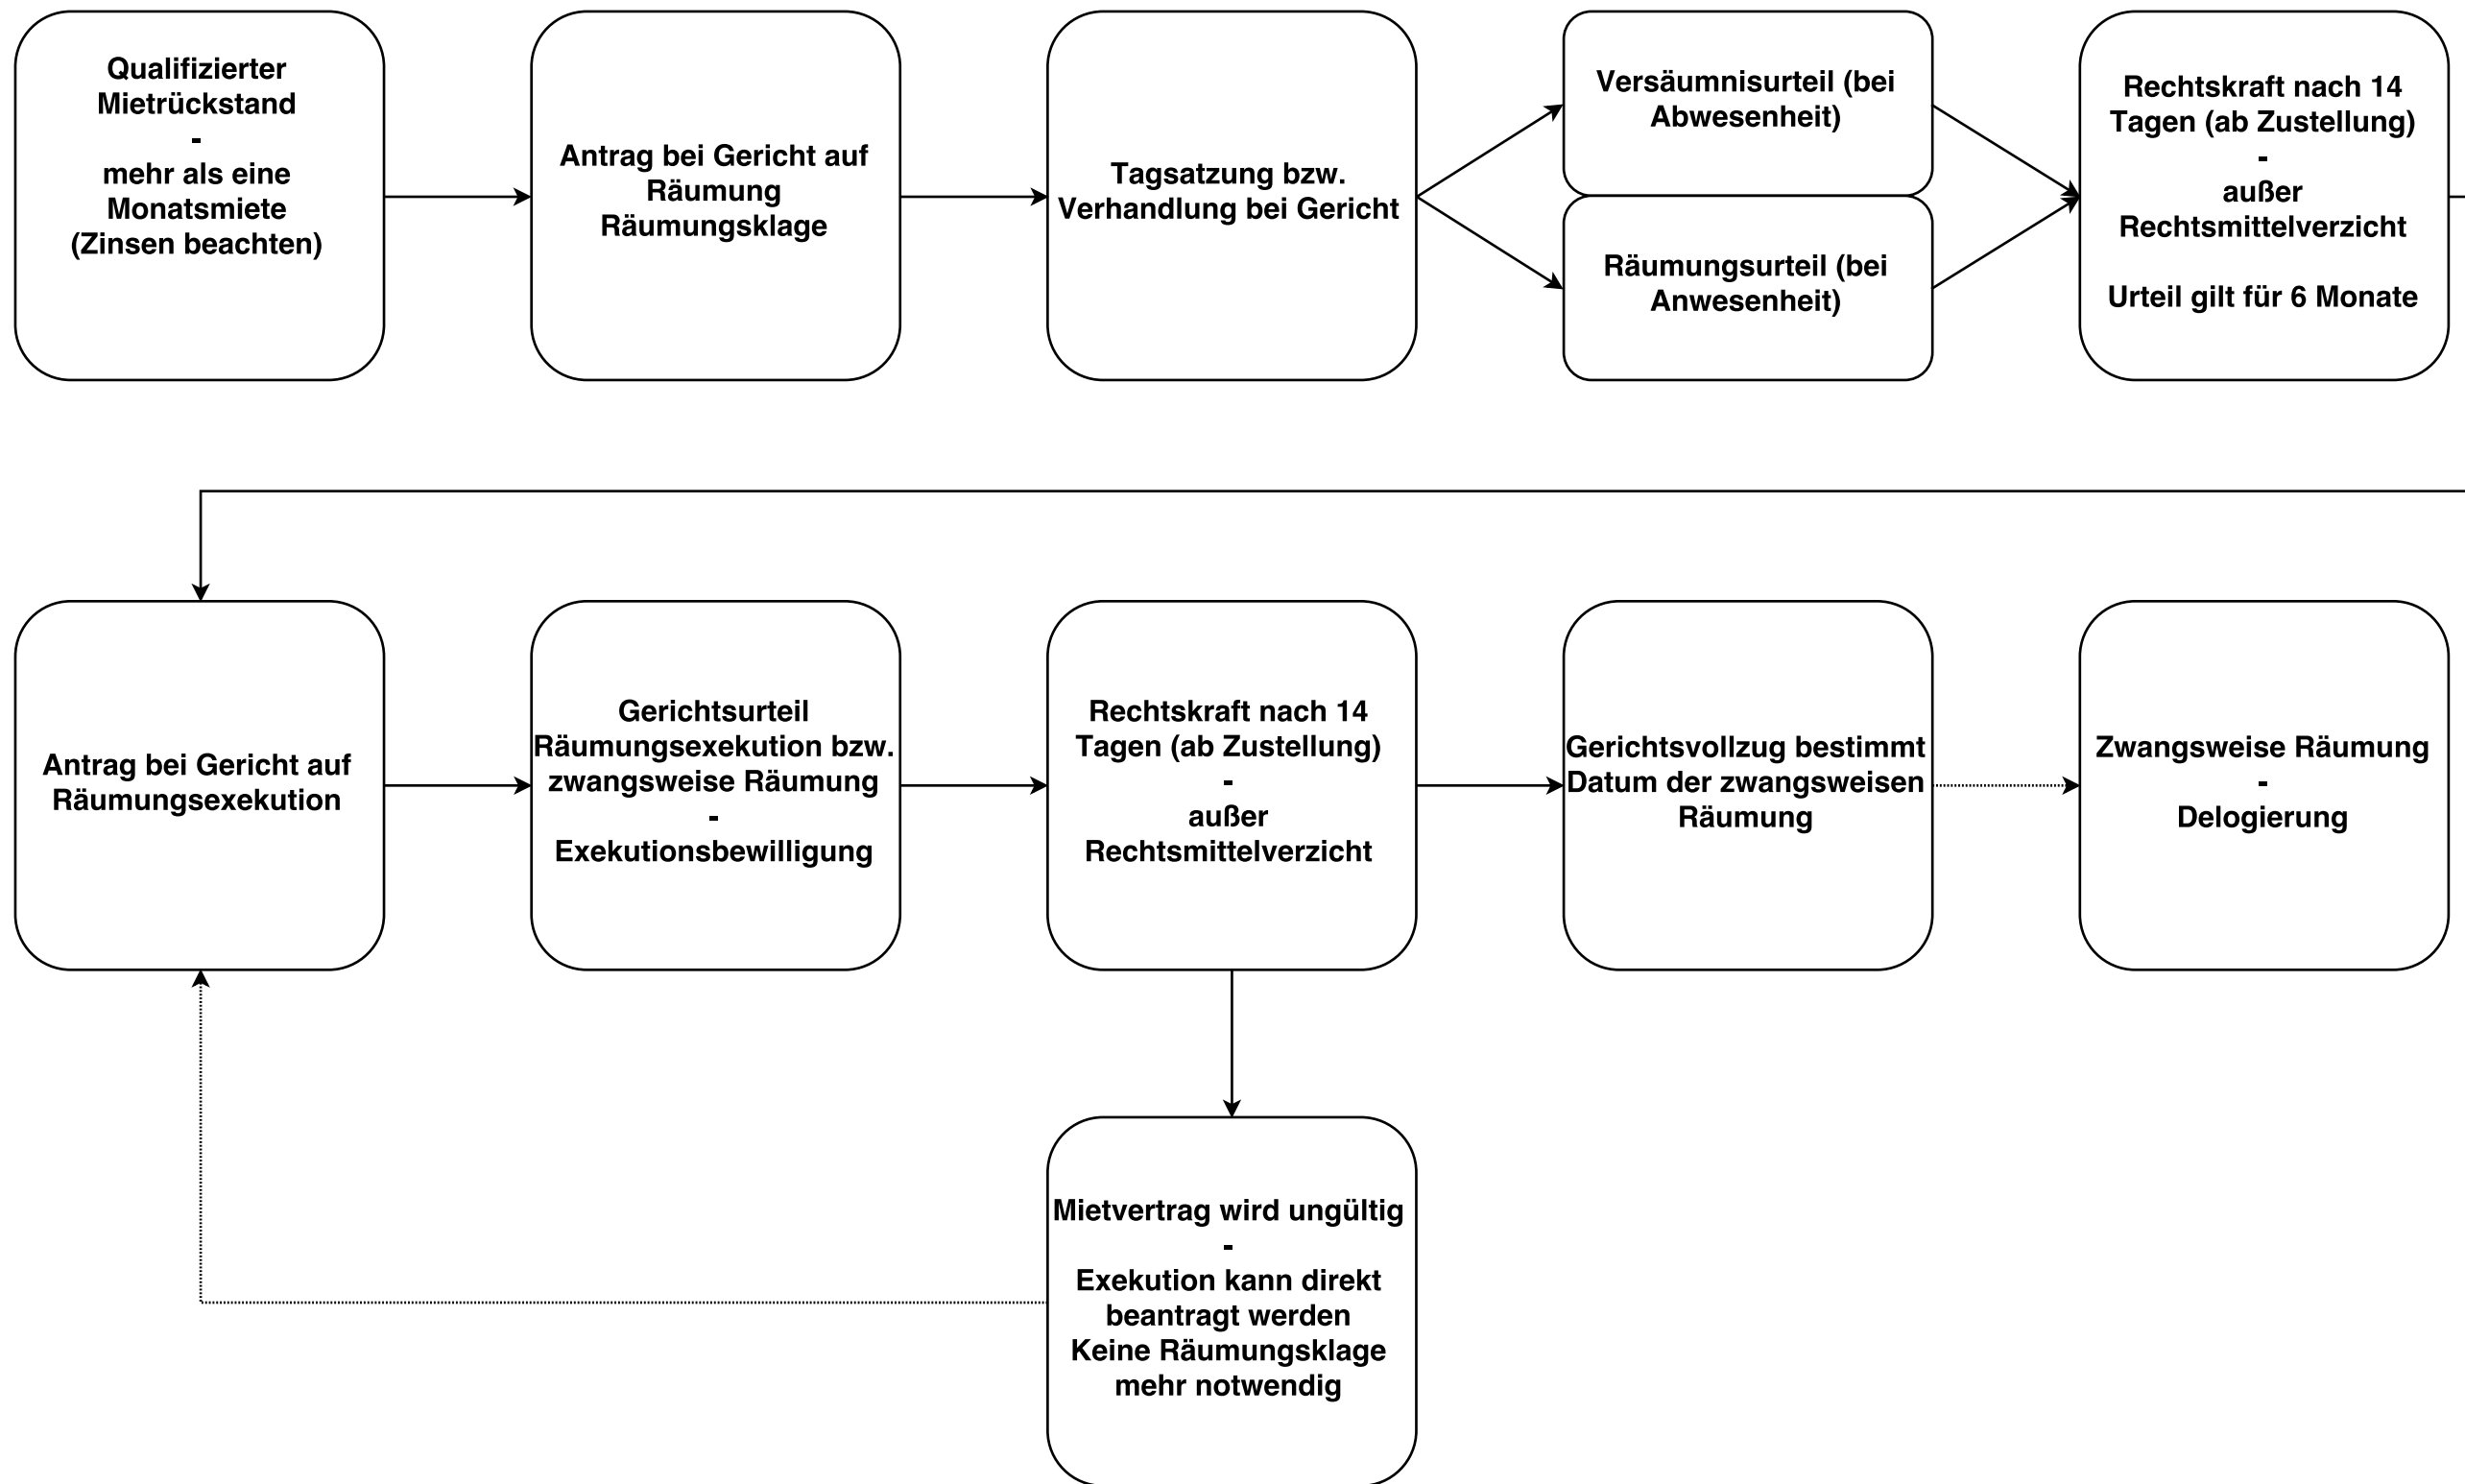 Qualifizierter
Mietrückstand
-
mehr als eine
Monatsmiete
(Zinsen beachten)
Antrag bei Gericht auf
Räumung
Räumungsklage
Tagsatzung bzw.
Verhandlung bei Gericht
Versäumnisurteil (bei
Abwesenheit)
Räumungsurteil (bei
Anwesenheit)
Rechtskraft nach 14
Tagen (ab Zustellung)
-
außer
Rechtsmittelverzicht
Urteil gilt für 6 Monate
Antrag bei Gericht auf
Räumungsexekution
Gerichtsurteil
Räumungsexekution bzw.
zwangsweise Räumung
-
Exekutionsbewilligung
Rechtskraft nach 14
Tagen (ab Zustellung)
-
außer
Rechtsmittelverzicht
Gerichtsvollzug bestimmt
Datum der zwangsweisen
Räumung
Zwangsweise Räumung
-
Delogierung
Mietvertrag wird ungültig
-
Exekution kann direkt
beantragt werden
Keine Räumungsklage
mehr notwendig